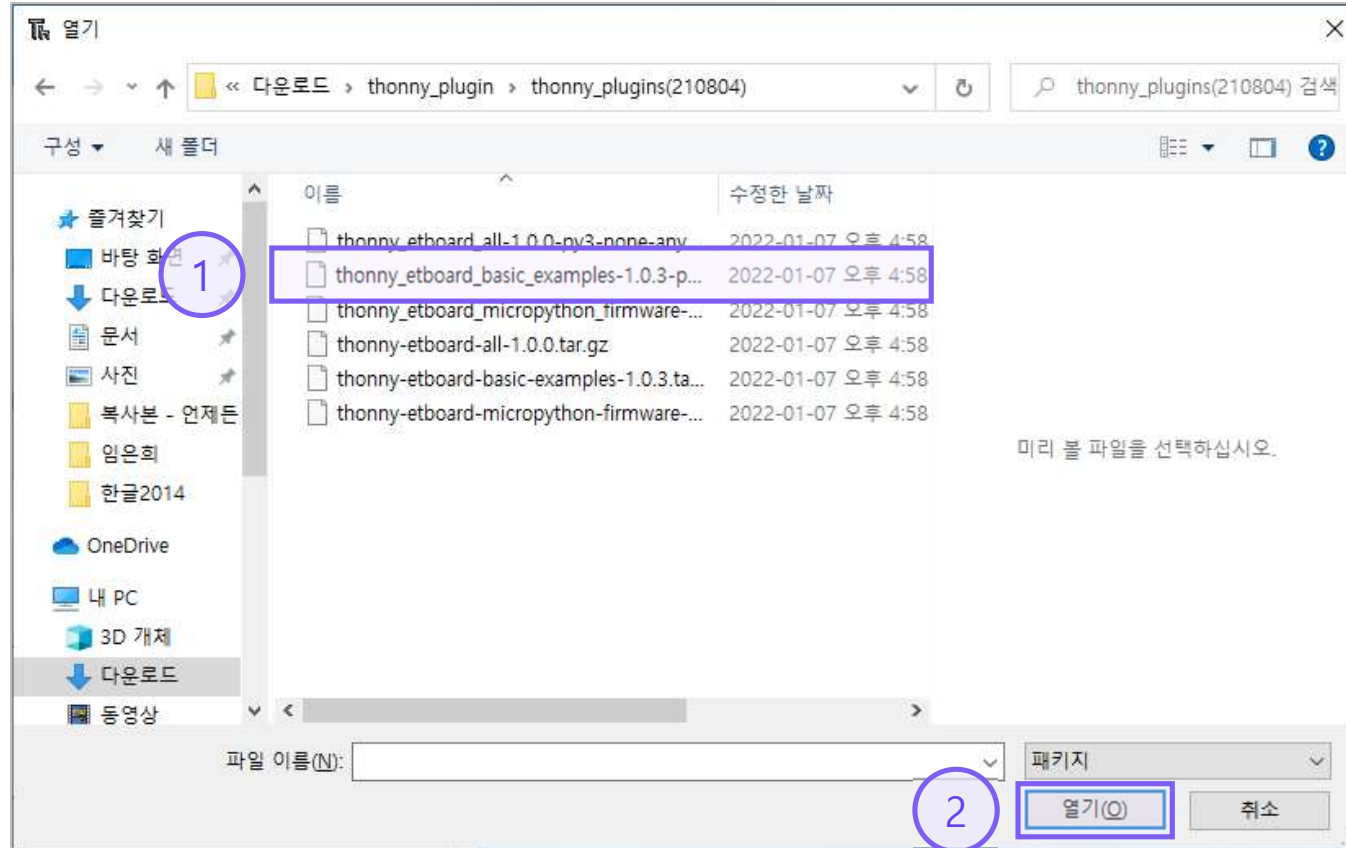 열기
« 다운로드 › thonny_plugin › thonny_plugins(210804)
thonny_plugins(210804) 검색
구성
새 폴더
이름
수정한 날짜
즐겨찾기
바탕 화면
다운로드
문서
사진
복사본 - 언제든
임은희
한글2014
OneDrive
내 PC
3D 개체
다운로드
동영상
1
thonny_etboard_all-1.0.0-py3-none-any... 2022-01-07 오후 4:58
thonny_etboard_basic_examples-1.0.3-p... 2022-01-07 오후 4:58
thonny_etboard_micropython_firmware-... 2022-01-07 오후 4:58
thonny-etboard-all-1.0.0.tar.gz 2022-01-07 오후 4:58
thonny-etboard-basic-examples-1.0.3.ta... 2022-01-07 오후 4:58
thonny-etboard-micropython-firmware-... 2022-01-07 오후 4:58
미리 볼 파일을 선택하십시오.
파일 이름(N):
패키지
2
열기(O)
취소